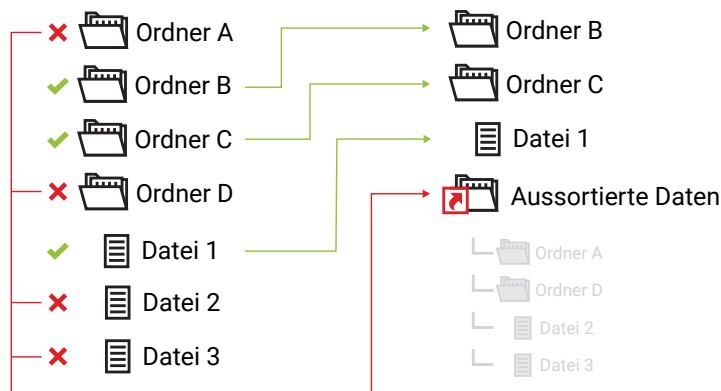 Ordner A
Ordner B
Ordner C
Ordner D
Datei 1
Datei 2
Datei 3
Ordner B
Ordner C
Datei 1
Aussortierte Daten
Ordner A
Ordner D
Datei 2
Datei 3